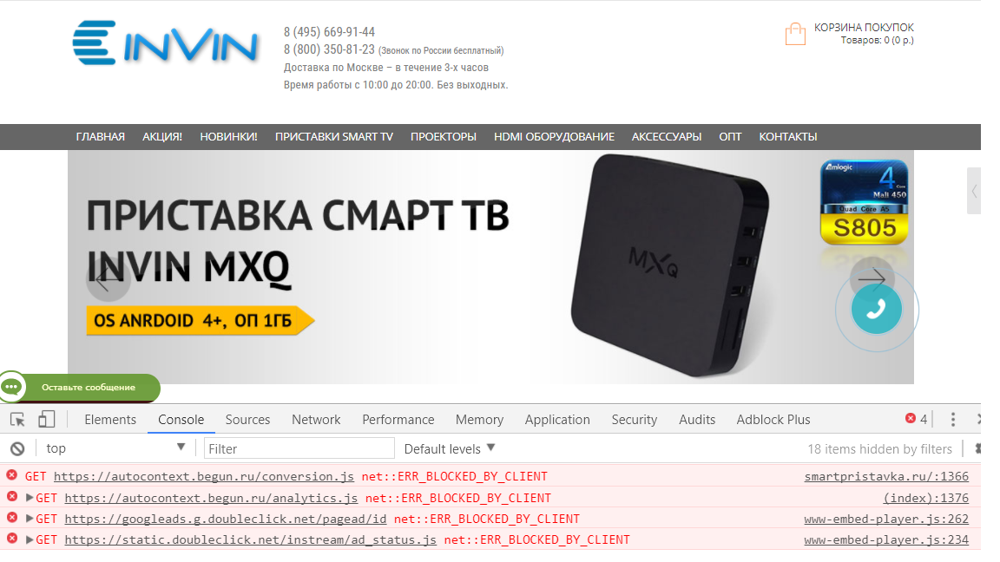 INVIN
8 (495) 669-91-44
8 (800) 350-81-23 (Звонок по России бесплатный)
Доставка по Москве – в течение 3-х часов
Время работы с 10:00 до 20:00. Без выходных.
КОРЗИНА ПОКУПОК
Товаров: 0 (0 р.)
ГЛАВНАЯ АКЦИЯ! НОВИНКИ! ПРИСТАВКИ SMART TV ПРОЕКТОРЫ HDMI ОБОРУДОВАНИЕ АКСЕССУАРЫ ОПТ КОНТАКТЫ
ПРИСТАВКА СМАРТ ТВ
INVIN MXQ
OS ANRDOID 4+, ОП 1ГБ
MXQ
Amlogic
4 Core
Mali 450
Quad Core A5
S805
Оставьте сообщение
Elements Console Sources Network Performance Memory Application Security Audits Adblock Plus 4
top Filter Default levels 18 items hidden by filters
GET https://autocontext.begun.ru/conversion.js net::ERR_BLOCKED_BY_CLIENT smartpristavka.ru/:1366
GET https://autocontext.begun.ru/analytics.js net::ERR_BLOCKED_BY_CLIENT (index):1376
GET https://googleads.g.doubleclick.net/pagead/id net::ERR_BLOCKED_BY_CLIENT www-embed-player.js:262
GET https://static.doubleclick.net/instream/ad_status.js net::ERR_BLOCKED_BY_CLIENT www-embed-player.js:234